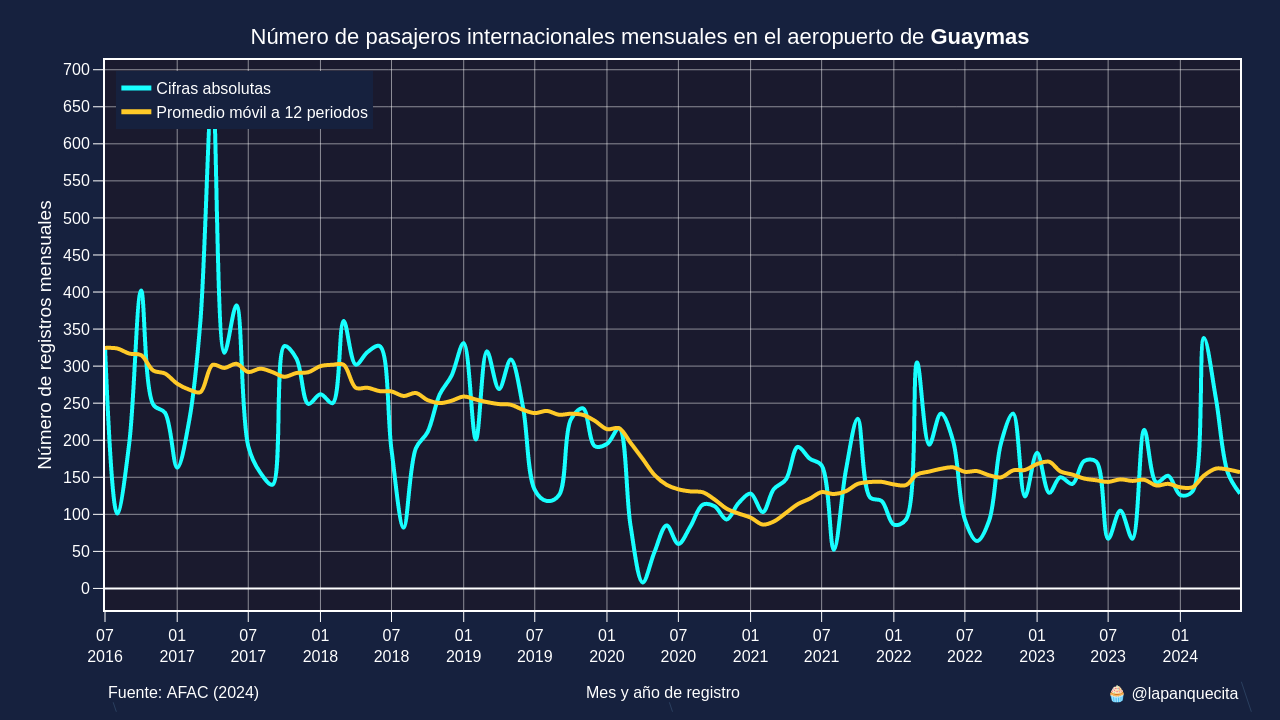 Número de pasajeros internacionales mensuales en el aeropuerto de Guaymas
Cifras absolutas
Promedio móvil a 12 periodos
Número de registros mensuales
700
650
600
550
500
450
400
350
300
250
200
150
100
50
0
07 01 07 01 07 01 07 01 07 01 07 01 07 01 07 01
2016 2017 2017 2018 2018 2019 2019 2020 2020 2021 2021 2022 2022 2023 2023 2024
Fuente: AFAC (2024)
Mes y año de registro
🧁 @lapanquecita